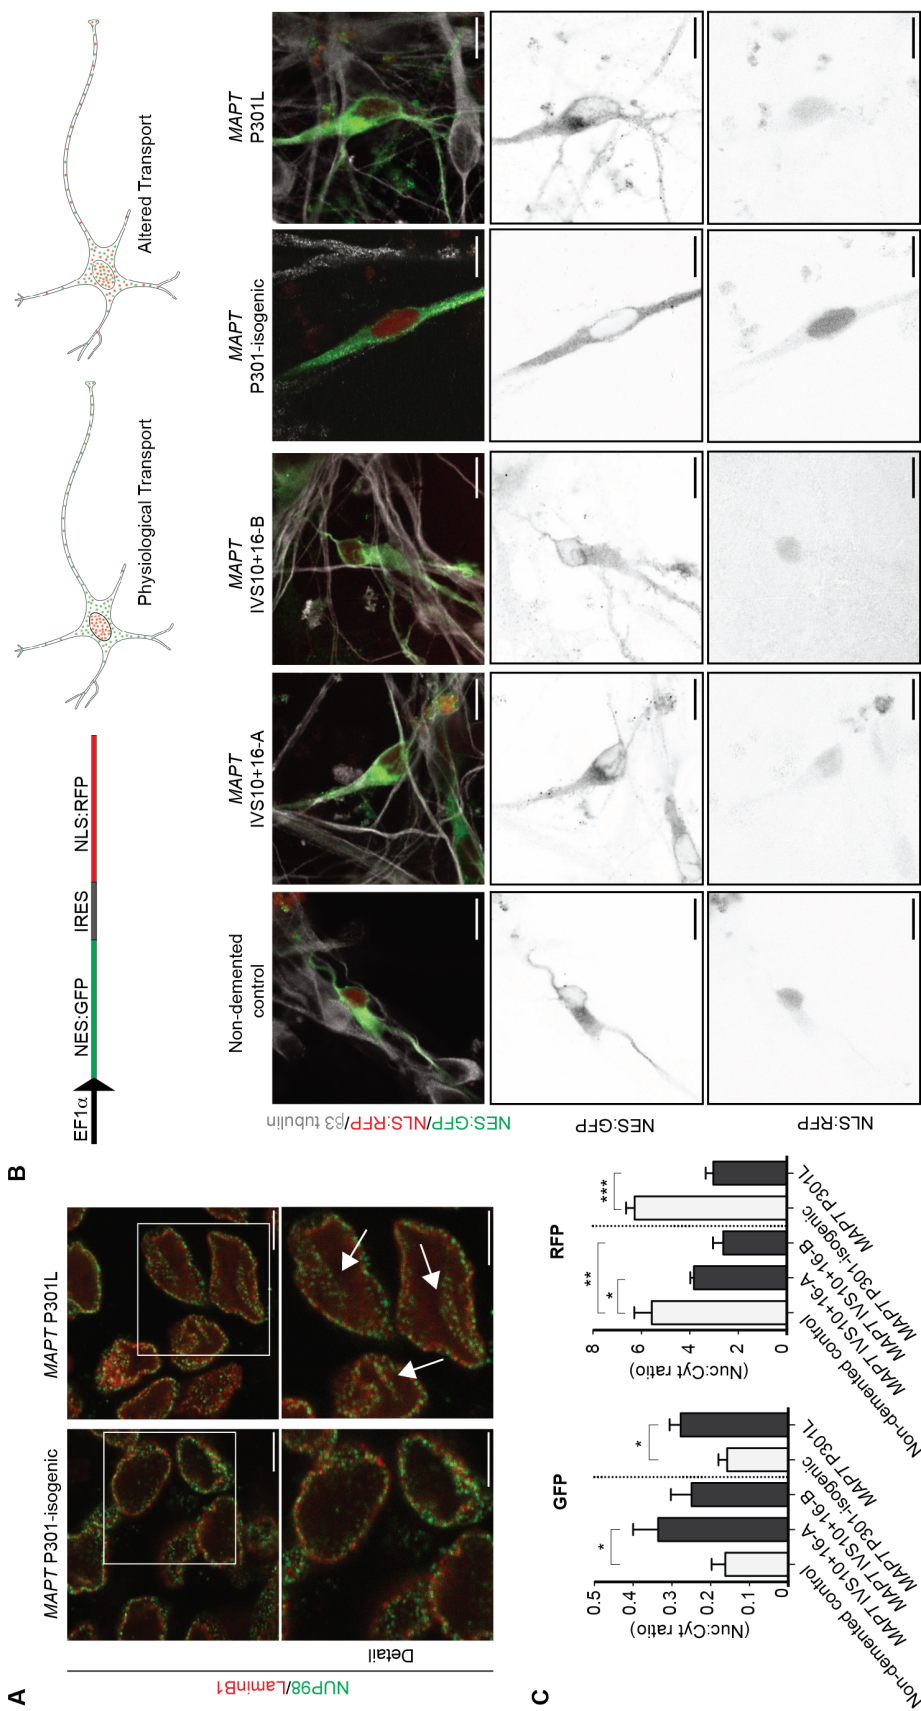 A
MAPT P301-isogenic
MAPT P301L
NUP98/LaminB1
Detail
B
EF1α
NES:GFP
IRES
NLS:RFP
Physiological Transport
Altered Transport
Non-demented
control
MAPT
IVS10+16-A
MAPT
IVS10+16-B
MAPT
P301-isogenic
MAPT
P301L
NES:GFP/NLS:RFP/β3 tubulin
NES:GFP
NLS:RFP
C
GFP
(Nuc:Cyt ratio)
0.5
0.4
0.3
0.2
0.1
0
*
*
Non-demented control
MAPT IVS10+16-A
MAPT IVS10+16-B
MAPT P301-isogenic
MAPT P301L
RFP
(Nuc:Cyt ratio)
8
6
4
2
0
**
*
***
Non-demented control
MAPT IVS10+16-A
MAPT IVS10+16-B
MAPT P301-isogenic
MAPT P301L